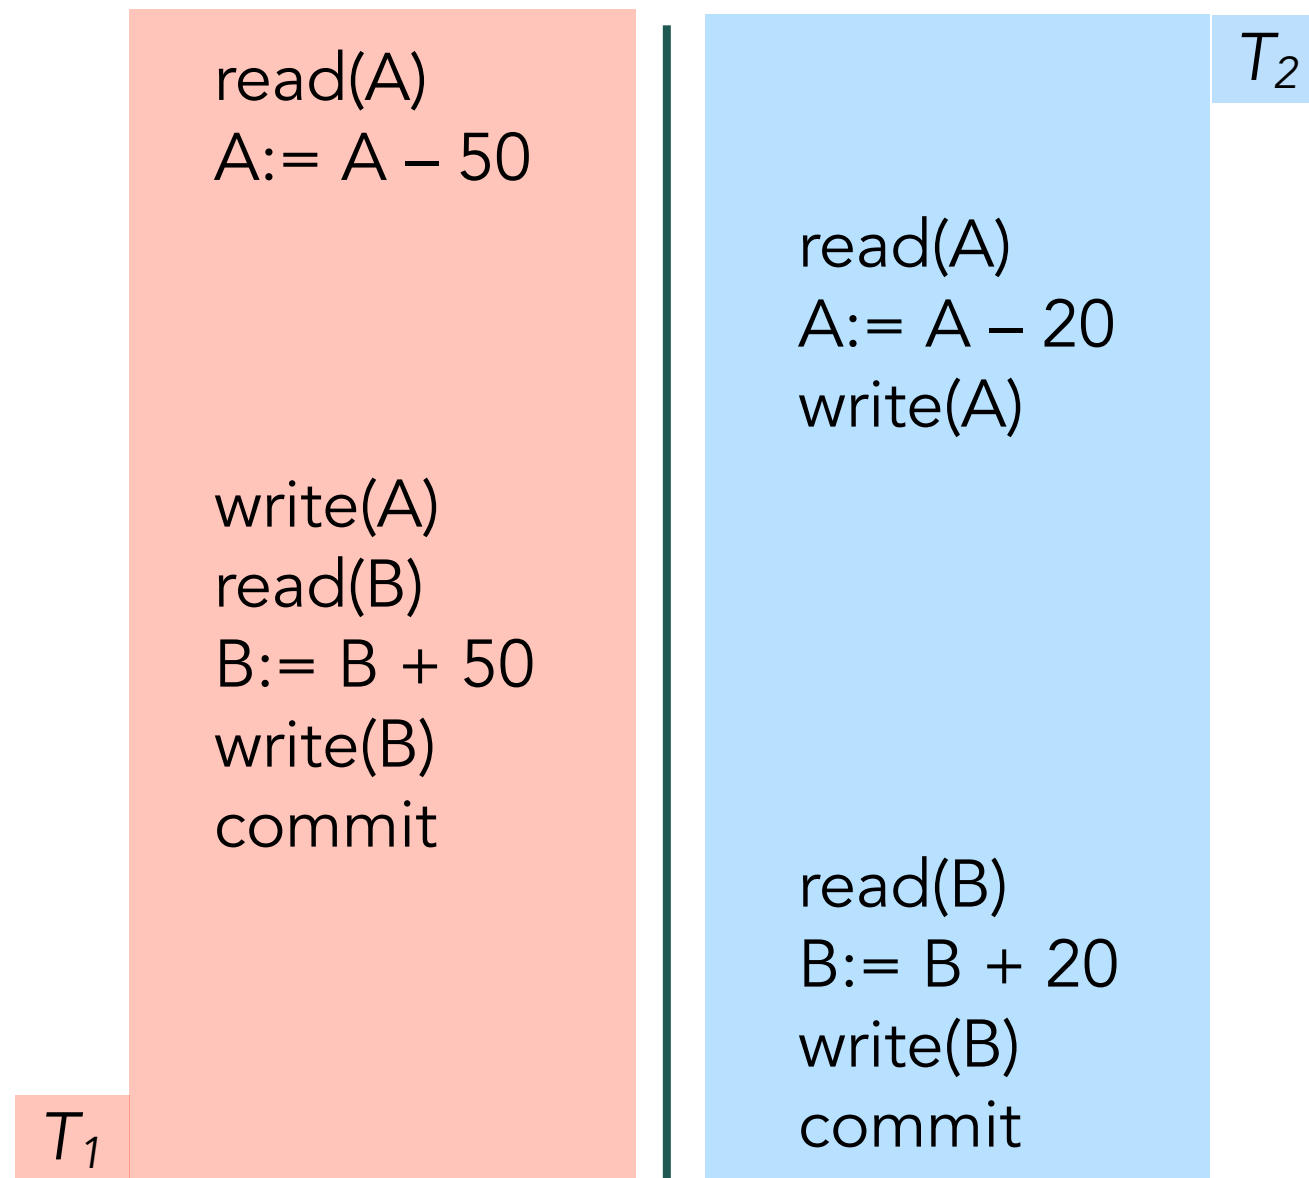 T2
read(A)
A:= A – 50
read(A)
A:= A – 20
write(A)
write(A)
read(B)
B:= B + 50
write(B)
commit
read(B)
B:= B + 20
write(B)
commit
T1